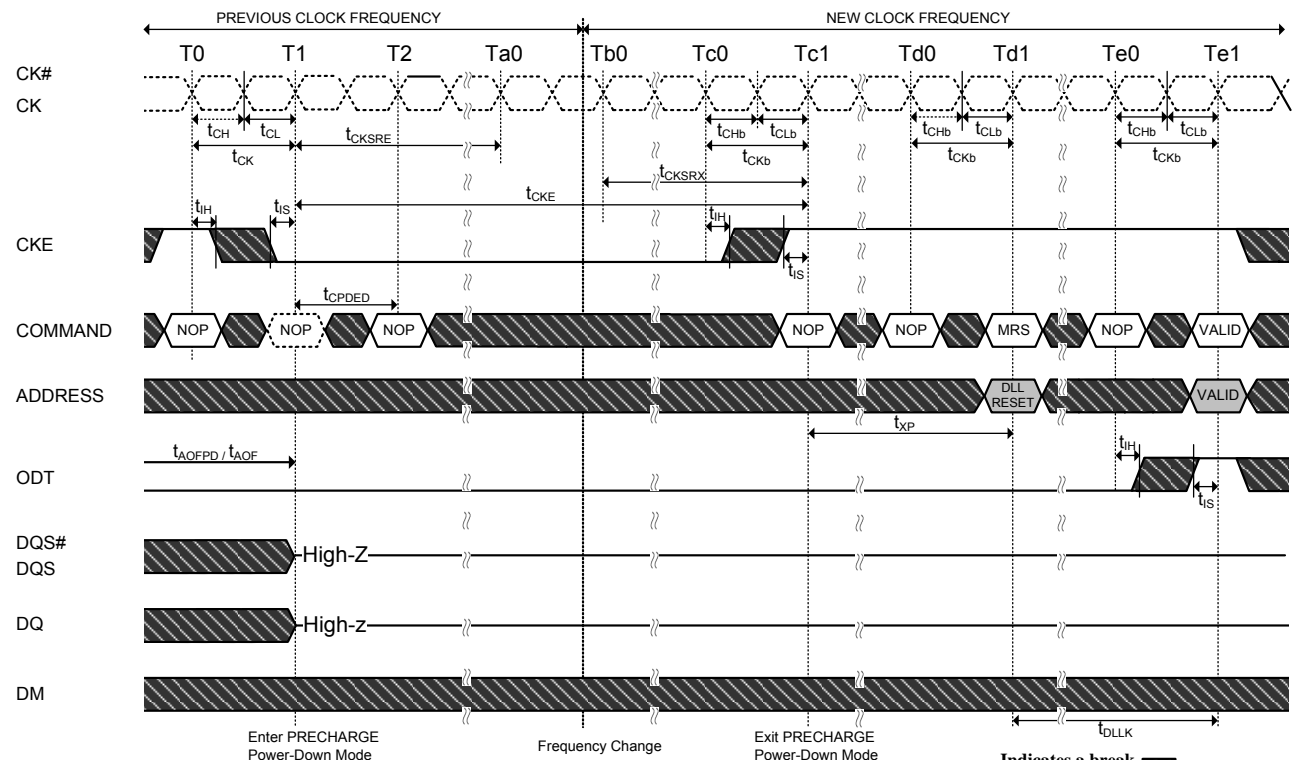 PREVIOUS CLOCK FREQUENCY NEW CLOCK FREQUENCY
T0 T1 T2 Ta0 Tb0 Tc0 Tc1 Td0 Td1 Te0 Te1
CK#
CK
tCH tCL tCKSRE tCHb tCLb tCHb tCLb tCHb tCLb
tCK tCKb tCKb tCKb
tCKSRX
tCKE
tIH tIS tIH
CKE
tIS
tCPDED
COMMAND NOP NOP NOP NOP NOP MRS NOP VALID
ADDRESS DLL RESET VALID
tXP
tAOFPD / tAOF tIH
ODT
tIS
DQS#
DQS
High-Z
DQ High-z
DM
tDLLK
Enter PRECHARGE
Power-Down Mode
Frequency Change
Exit PRECHARGE
Power-Down Mode
Indicates a break